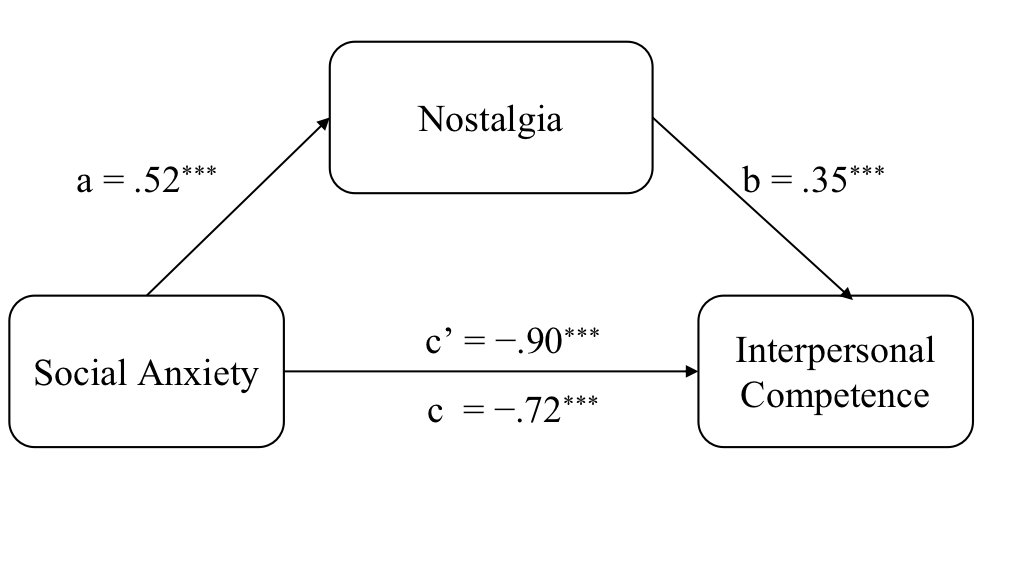 Nostalgia
a = .52***
b = .35***
Social Anxiety
c’ = −.90***
c = −.72***
Interpersonal
Competence